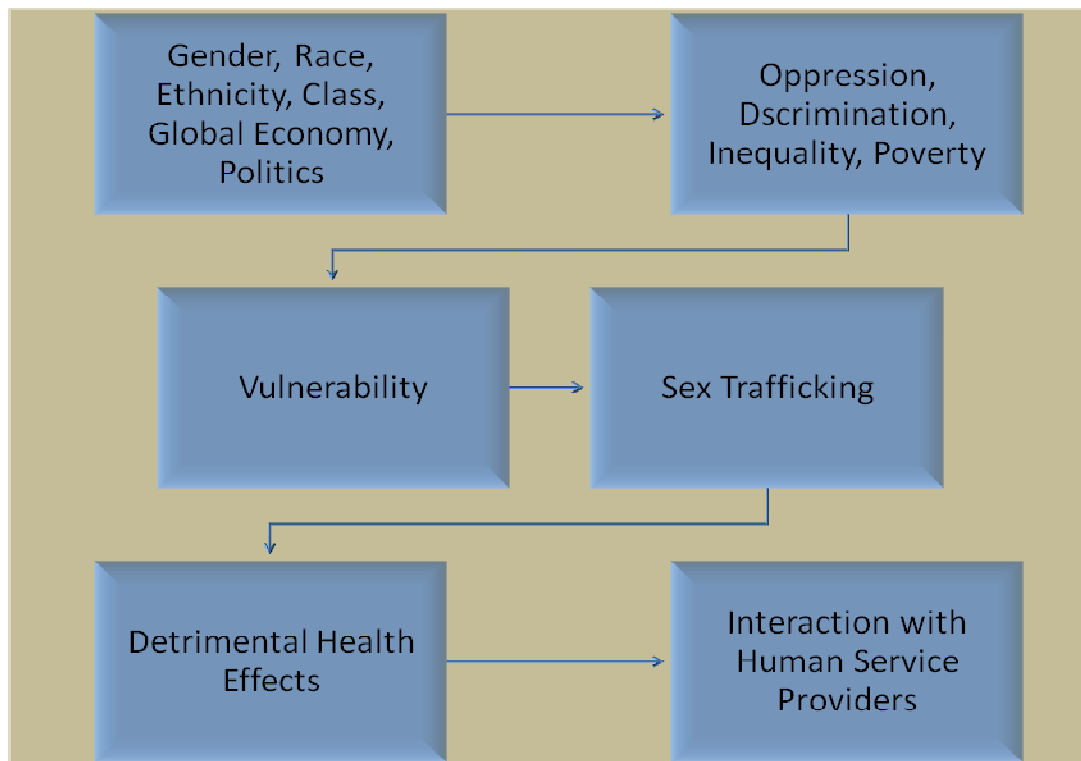 Gender, Race,
Ethnicity, Class,
Global Economy,
Politics
Oppression,
Dscrimination,
Inequality, Poverty
Vulnerability
Sex Trafficking
Detrimental Health
Effects
Interaction with
Human Service
Providers